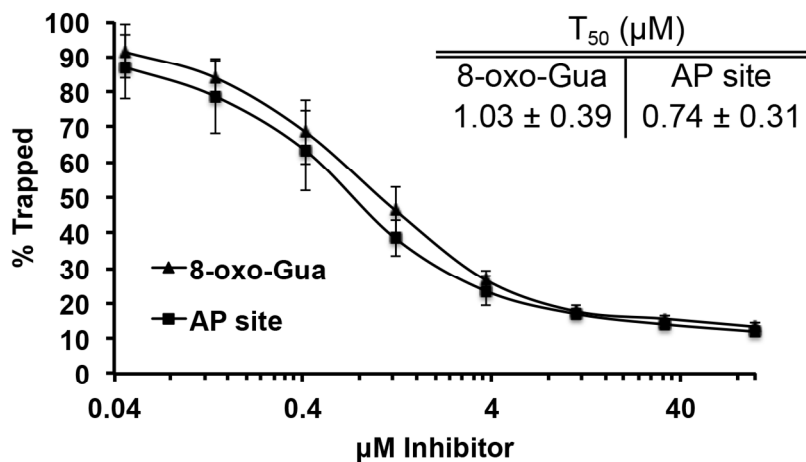 T50 (µM)
8-oxo-Gua AP site
1.03 ± 0.39 0.74 ± 0.31
% Trapped
100
90
80
70
60
50
40
30
20
10
0
8-oxo-Gua
AP site
0.04 0.4 4 40
µM Inhibitor